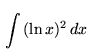 ∫ (ln x)² dx